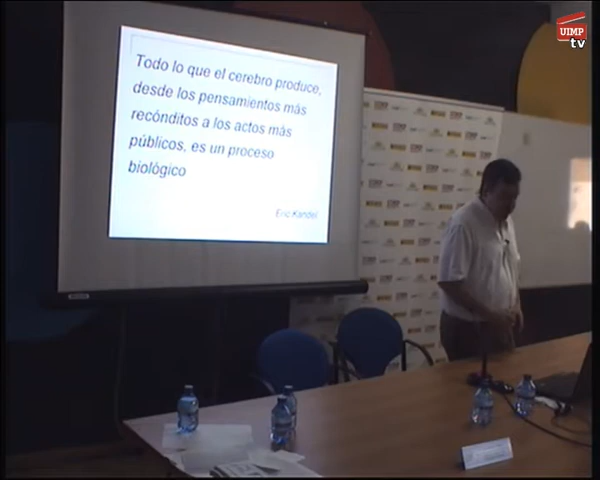 UIMP
tv
Todo lo que el cerebro produce,
desde los pensamientos más
recónditos a los actos más
públicos, es un proceso
biológico
Eric Kandel